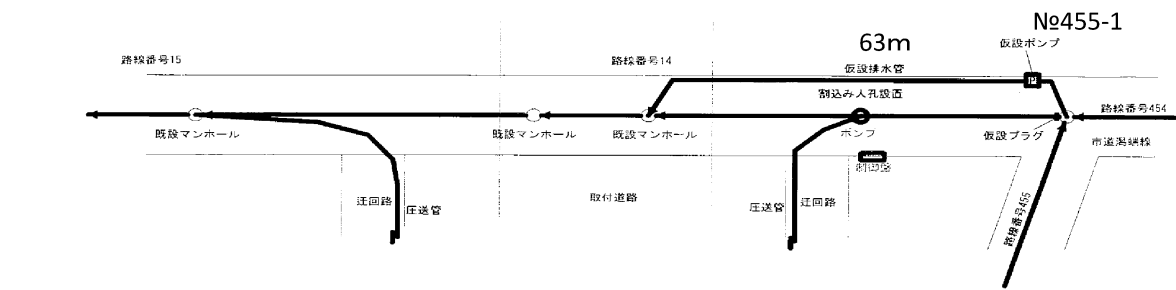 №455-1
63m
仮設ポンプ
路線番号15
路線番号14
仮設排水管
割込み人孔設置
路線番号454
既設マンホール
既設マンホール
既設マンホール
ポンプ
仮設プラグ
市道潟端線
制御盤
P
迂回路
圧送管
取付道路
圧送管
迂回路
路線番号455